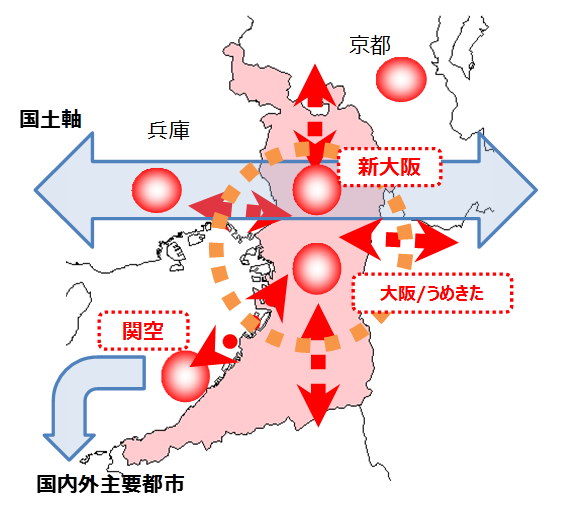 京都
国土軸
兵庫
新大阪
大阪/うめきた
関空
国内外主要都市